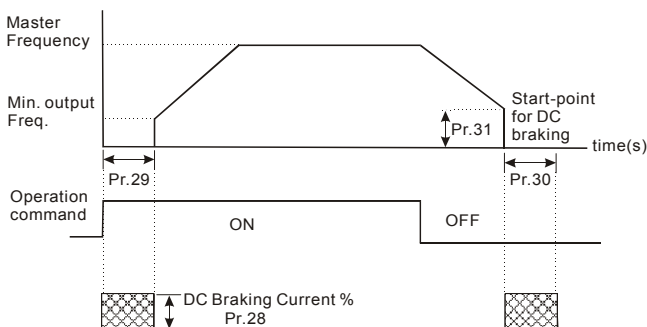 Master
Frequency
Min. output
Freq.
Start-point
for DC
braking
Pr.31
time(s)
Pr.29
Pr.30
Operation
command
ON
OFF
DC Braking Current %
Pr.28